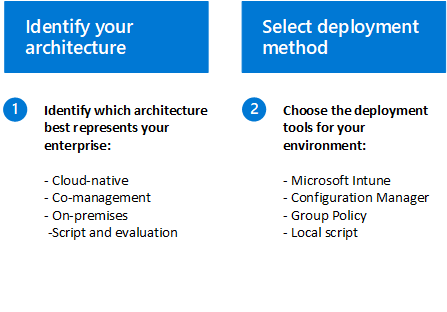 Identify your
architecture
Select deployment
method
1
Identify which architecture
best represents your
enterprise:
- Cloud-native
- Co-management
- On-premises
-Script and evaluation
2
Choose the deployment
tools for your
environment:
- Microsoft Intune
- Configuration Manager
- Group Policy
- Local script